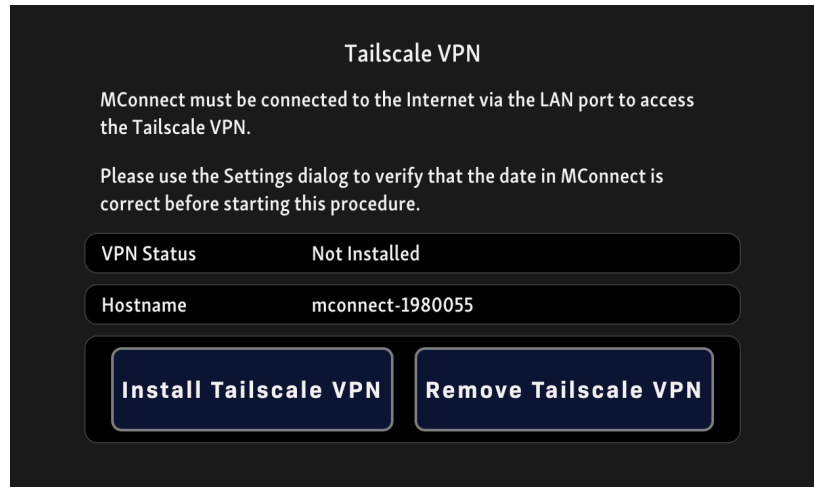 Tailscale VPN
MConnect must be connected to the Internet via the LAN port to access
the Tailscale VPN.
Please use the Settings dialog to verify that the date in MConnect is
correct before starting this procedure.
VPN Status Not Installed
Hostname mconnect-1980055
Install Tailscale VPN Remove Tailscale VPN